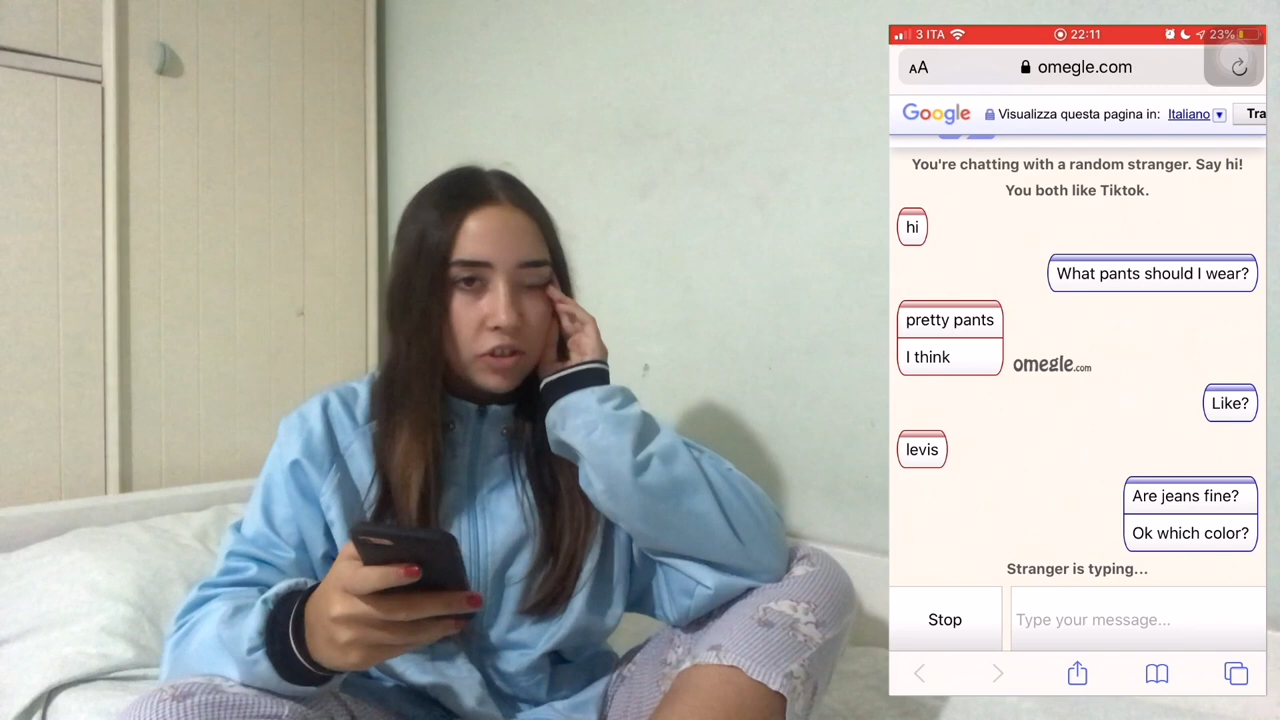 3 ITA 22:11 23%
AA omegle.com
Google Visualizza questa pagina in: Italiano Tra
You're chatting with a random stranger. Say hi!
You both like Tiktok.
hi
What pants should I wear?
pretty pants
I think
omegle.com
Like?
levis
Are jeans fine?
Ok which color?
Stranger is typing...
Stop
Type your message...